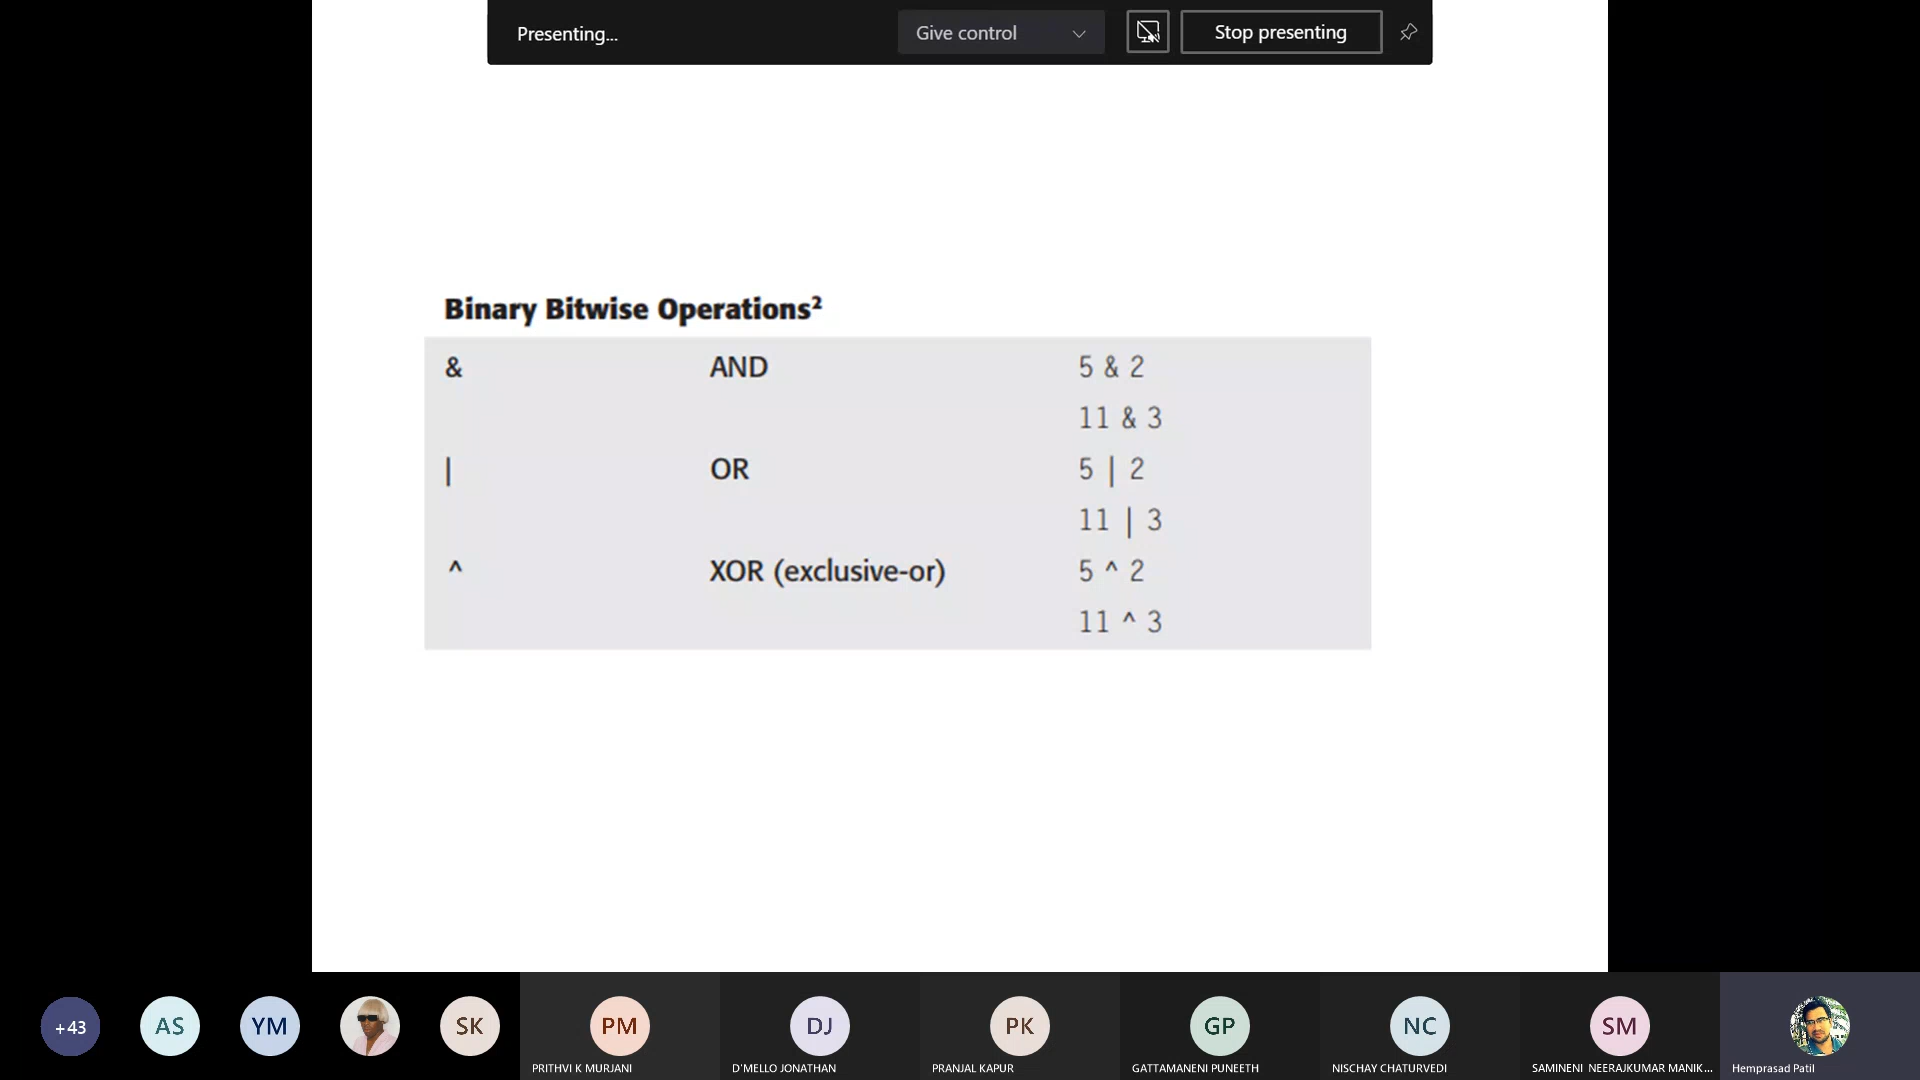 Presenting...
Give control
Stop presenting
Binary Bitwise Operations²
& AND 5 & 2
11 & 3
| OR 5 | 2
11 | 3
^ XOR (exclusive-or) 5 ^ 2
11 ^ 3
+43
AS
YM
SK
PM
DJ
PK
GP
NC
SM
PRITHVI K MURJANI
D'MELLO JONATHAN
PRANJAL KAPUR
GATTAMANENI PUNEETH
NISCHAY CHATURVEDI
SAMINENI NEERAJKUMAR MANIK...
Hemprasad Patil